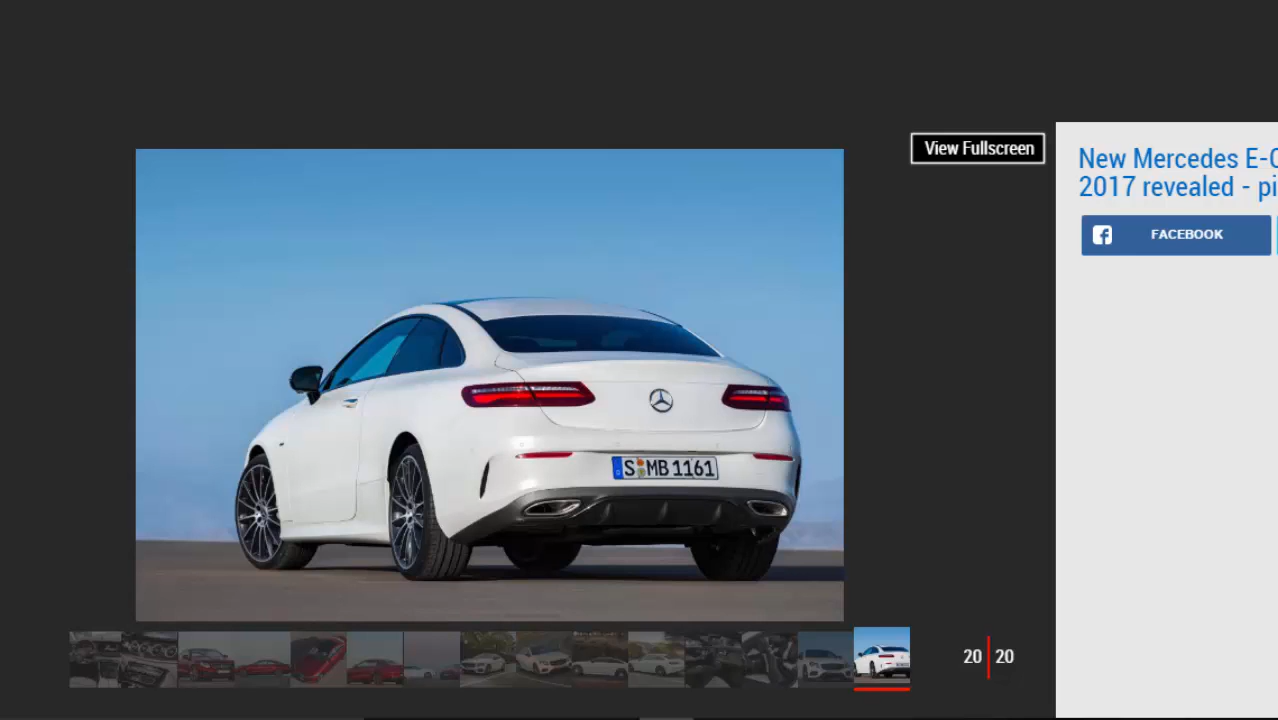 View Fullscreen
New Mercedes E-C
2017 revealed - pi
FACEBOOK
S MB 1161
20 20